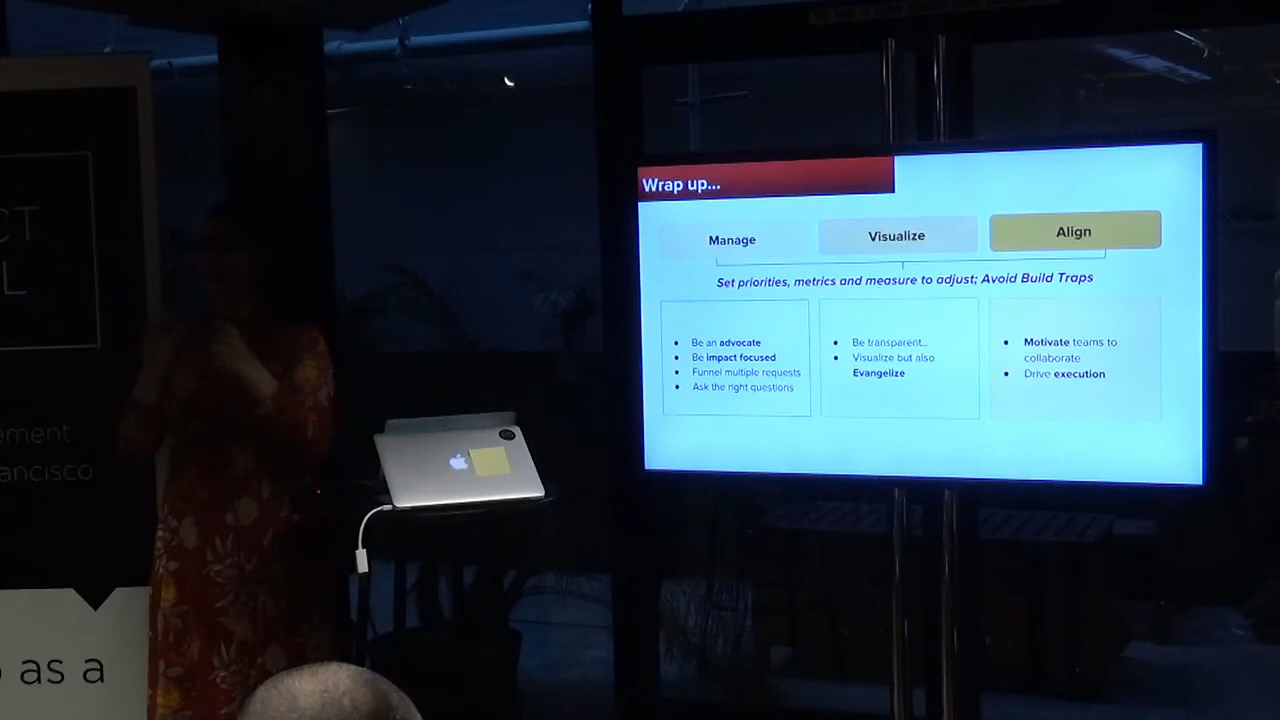 CT
L
ement
ancisco
as a
Wrap up...
Manage
Visualize
Align
Set priorities, metrics and measure to adjust; Avoid Build Traps
• Be an advocate
• Be impact focused
• Funnel multiple requests
• Ask the right questions
• Be transparent...
• Visualize but also
Evangelize
• Motivate teams to
collaborate
• Drive execution